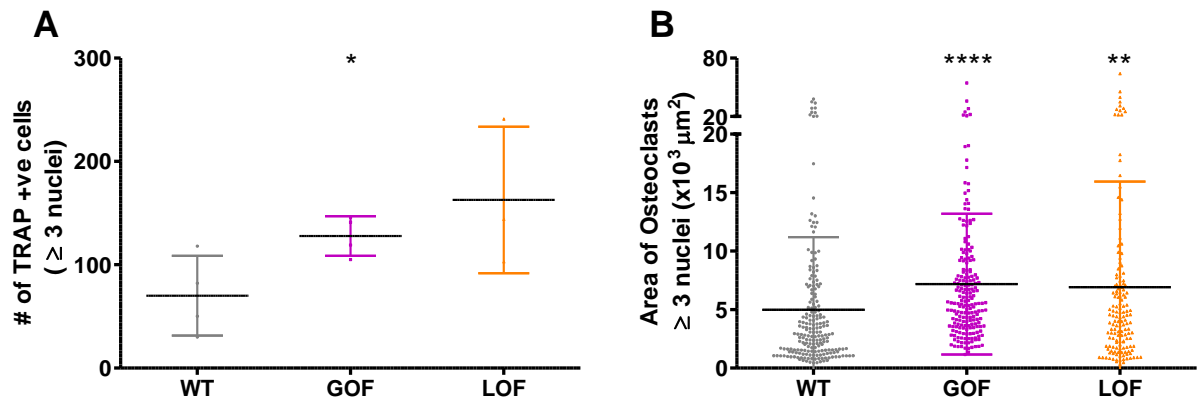 A
# of TRAP +ve cells
( ≥ 3 nuclei)
300
200
100
0
*
WT
GOF
LOF
B
Area of Osteoclasts
≥ 3 nuclei (x10³ μm²)
80
20
20
15
10
5
0
****
**
WT
GOF
LOF